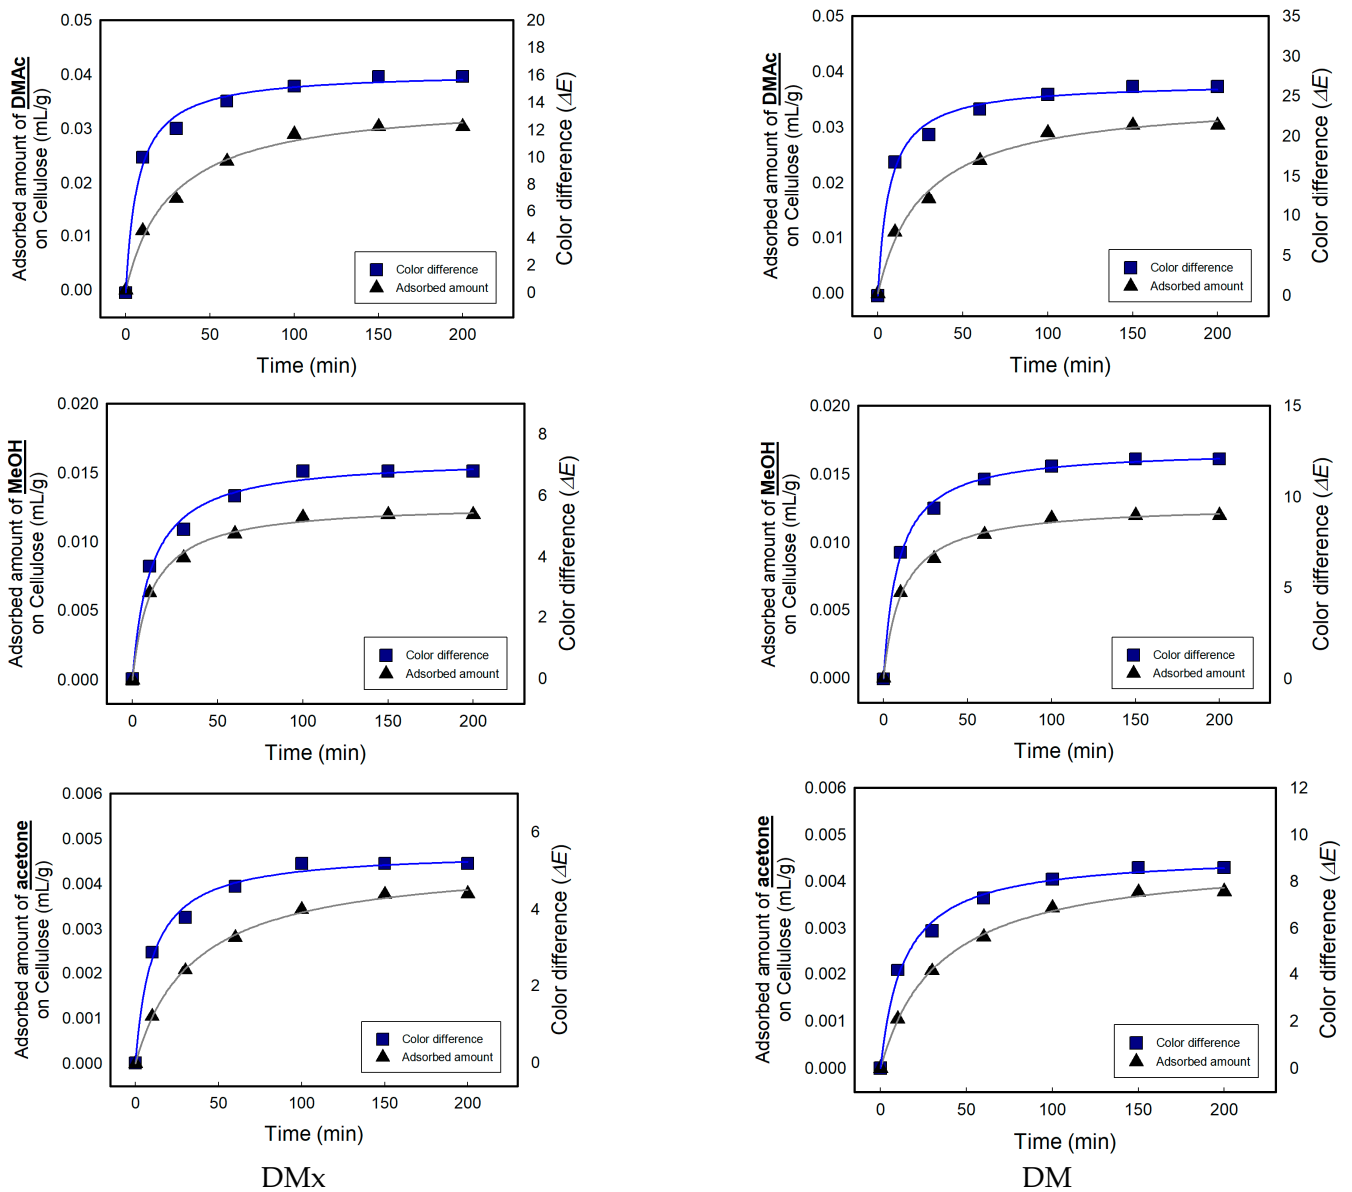 Adsorbed amount of DMAc
on Cellulose (mL/g)
0.05
0.04
0.03
0.02
0.01
0.00
20
18
16
14
12
10
8
6
4
2
0
Color difference (ΔE)
Color difference
Adsorbed amount
0 50 100 150 200
Time (min)
Adsorbed amount of DMAc
on Cellulose (mL/g)
0.05
0.04
0.03
0.02
0.01
0.00
35
30
25
20
15
10
5
0
Color difference (ΔE)
Color difference
Adsorbed amount
0 50 100 150 200
Time (min)
Adsorbed amount of MeOH
on Cellulose (mL/g)
0.020
0.015
0.010
0.005
0.000
8
6
4
2
0
Color difference (ΔE)
Color difference
Adsorbed amount
0 50 100 150 200
Time (min)
Adsorbed amount of MeOH
on Cellulose (mL/g)
0.020
0.015
0.010
0.005
0.000
15
10
5
0
Color difference (ΔE)
Color difference
Adsorbed amount
0 50 100 150 200
Time (min)
Adsorbed amount of acetone
on Cellulose (mL/g)
0.006
0.005
0.004
0.003
0.002
0.001
0.000
6
4
2
0
Color difference (ΔE)
Color difference
Adsorbed amount
0 50 100 150 200
Time (min)
Adsorbed amount of acetone
on Cellulose (mL/g)
0.006
0.005
0.004
0.003
0.002
0.001
0.000
12
10
8
6
4
2
0
Color difference (ΔE)
Color difference
Adsorbed amount
0 50 100 150 200
Time (min)
DMx
DM